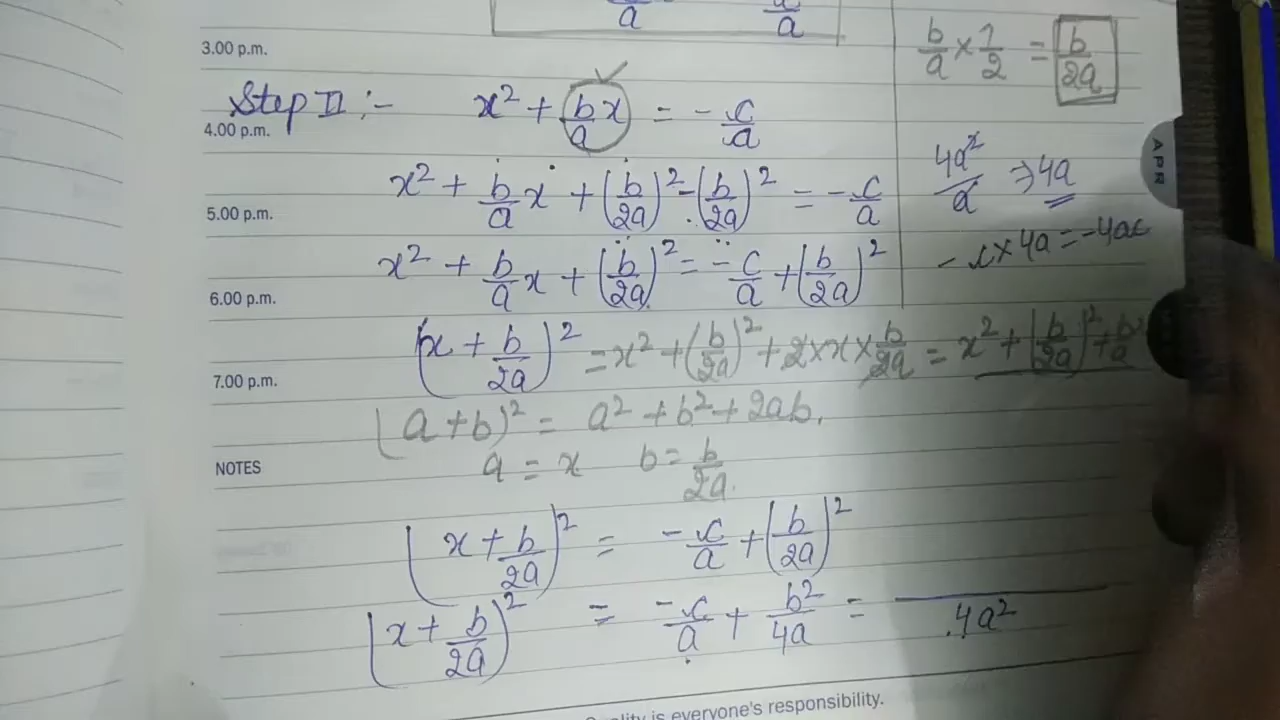 a a
3.00 p.m.
b/a × 1/2 = b/2a
Step II :- x² + b/a x = - c/a
4.00 p.m.
APR
4a²/a ⇒ 4a
x² + b/a x + (b/2a)² - (b/2a)² = - c/a
5.00 p.m.
- c × 4a = -4ac
x² + b/a x + (b/2a)² = - c/a + (b/2a)²
6.00 p.m.
(x + b/2a)² = x² + (b/2a)² + 2 × x × b/2a = x² + (b/2a)² + b/a
7.00 p.m.
(a + b)² = a² + b² + 2ab.
NOTES
a = x b = b/2a.
(x + b/2a)² = - c/a + (b/2a)²
(x + b/2a)² = - c/a + b²/4a = /4a²
is everyone's responsibility.